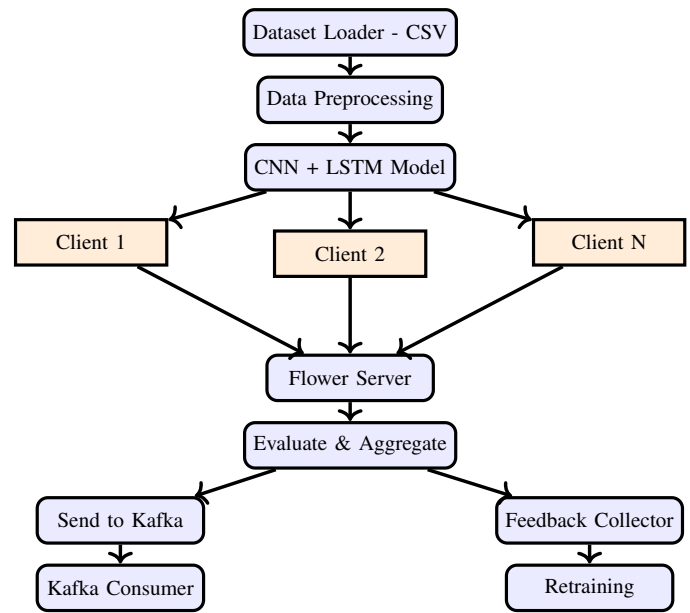 Dataset Loader - CSV
Data Preprocessing
CNN + LSTM Model
Client 1
Client 2
Client N
Flower Server
Evaluate & Aggregate
Send to Kafka
Feedback Collector
Kafka Consumer
Retraining